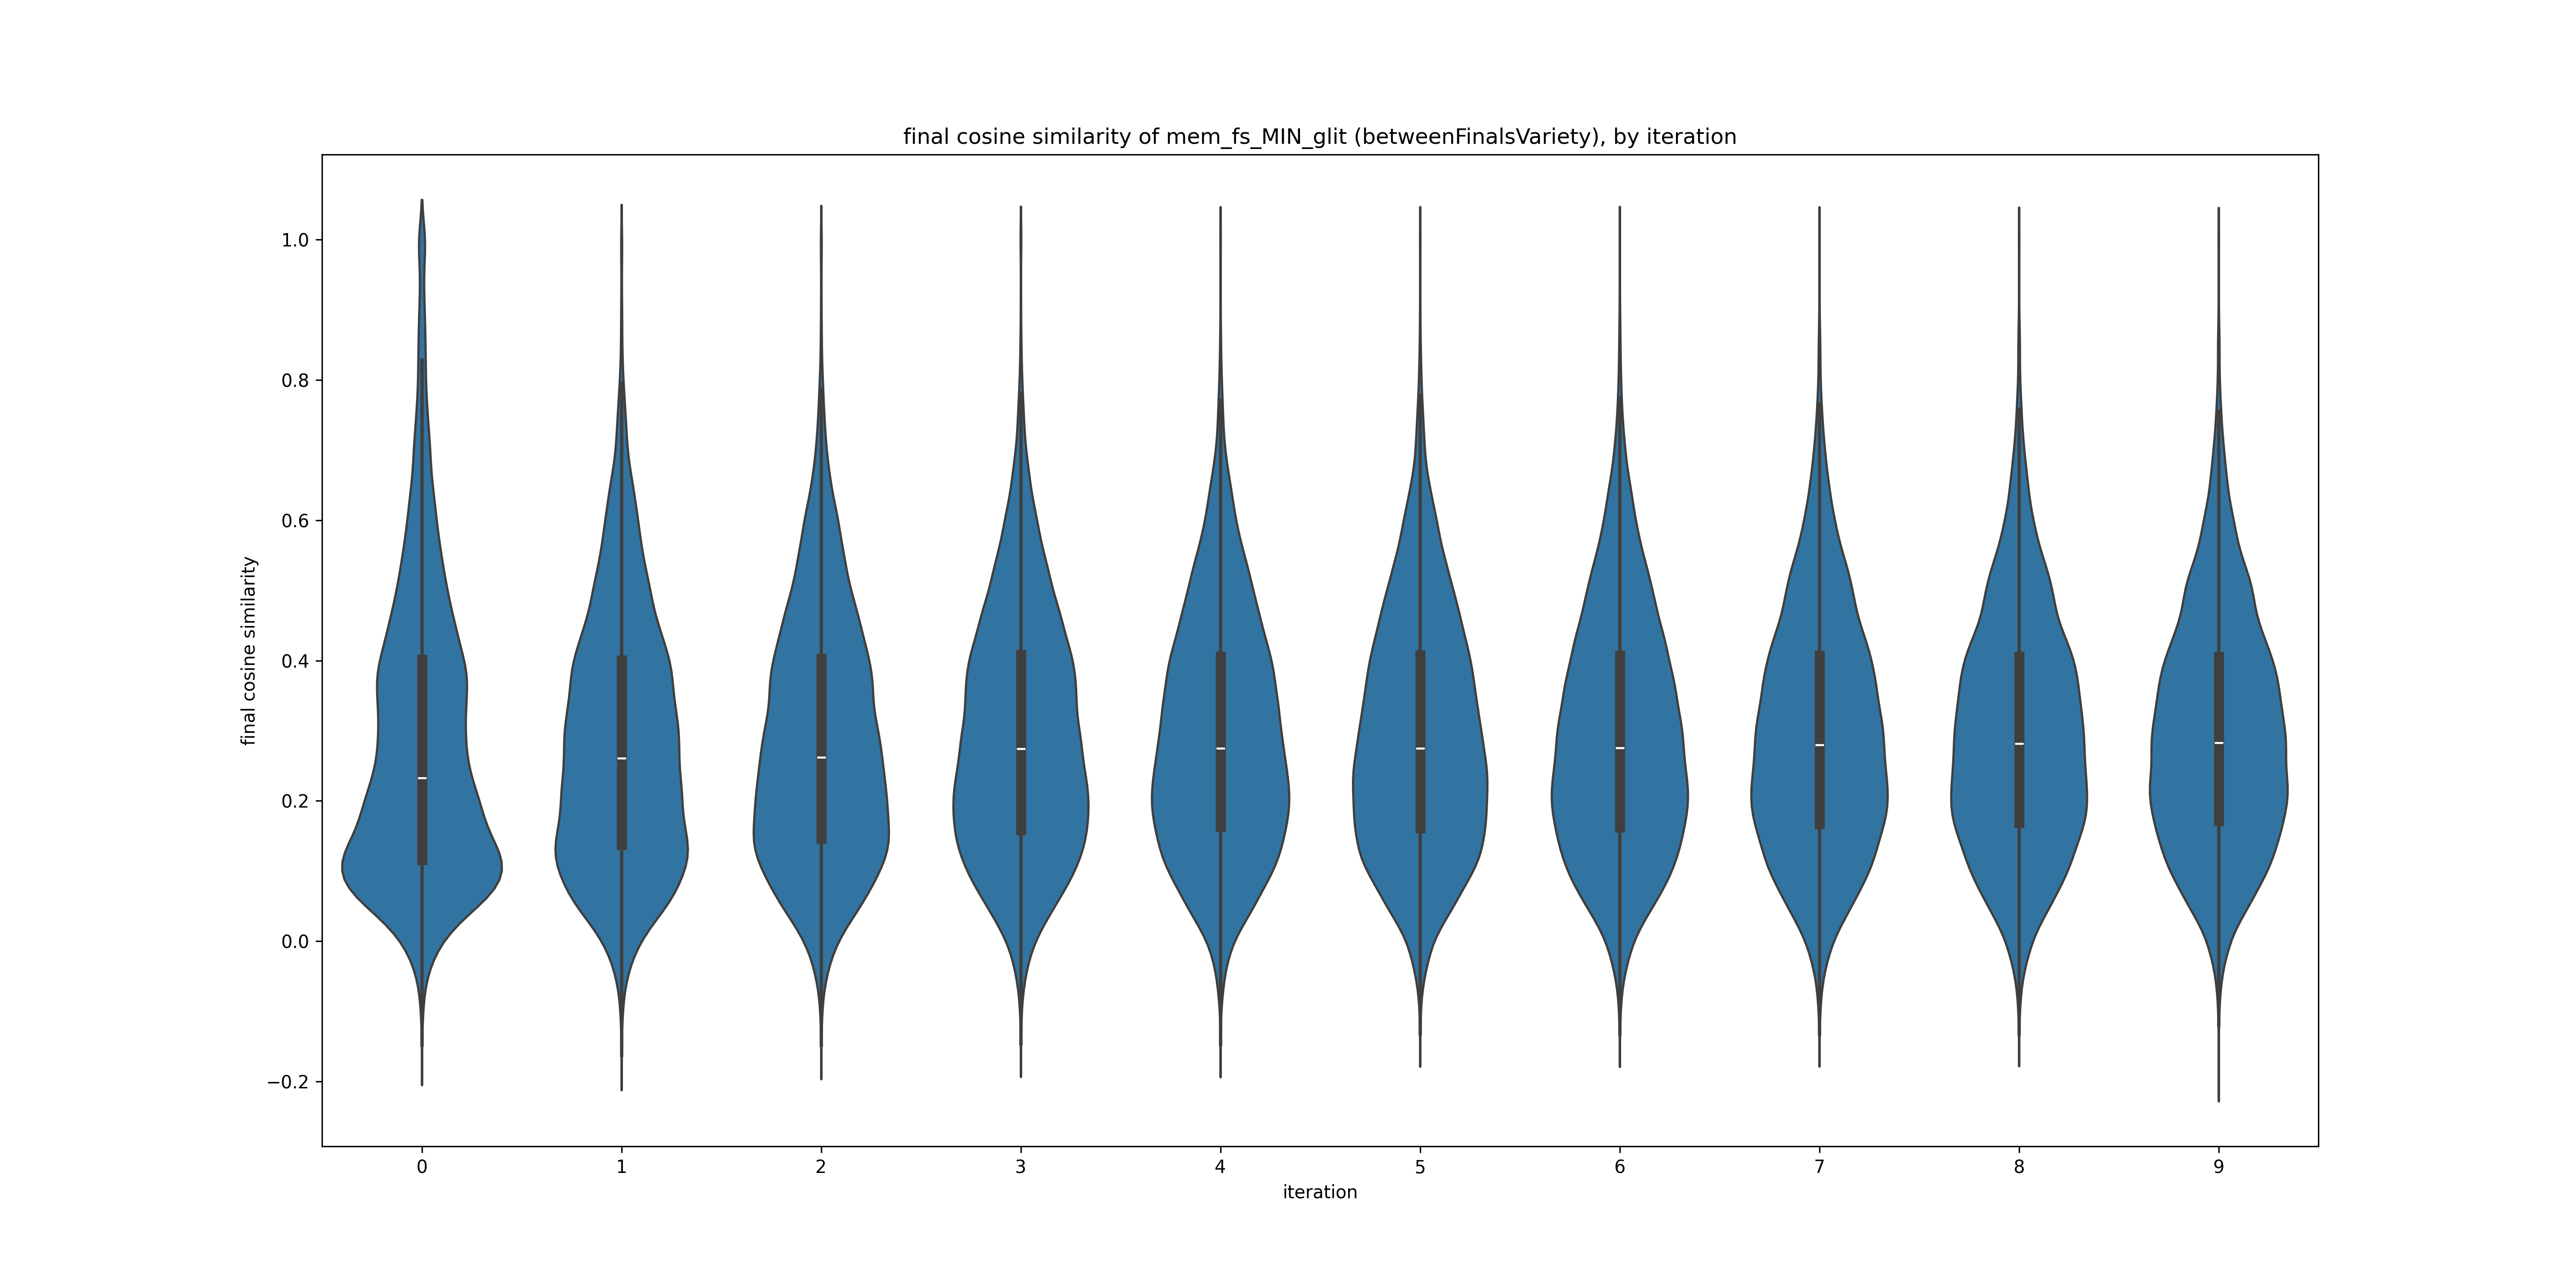 final cosine similarity of mem_fs_MIN_glit (betweenFinalsVariety), by iteration
final cosine similarity
1.0
0.8
0.6
0.4
0.2
0.0
−0.2
0 1 2 3 4 5 6 7 8 9
iteration